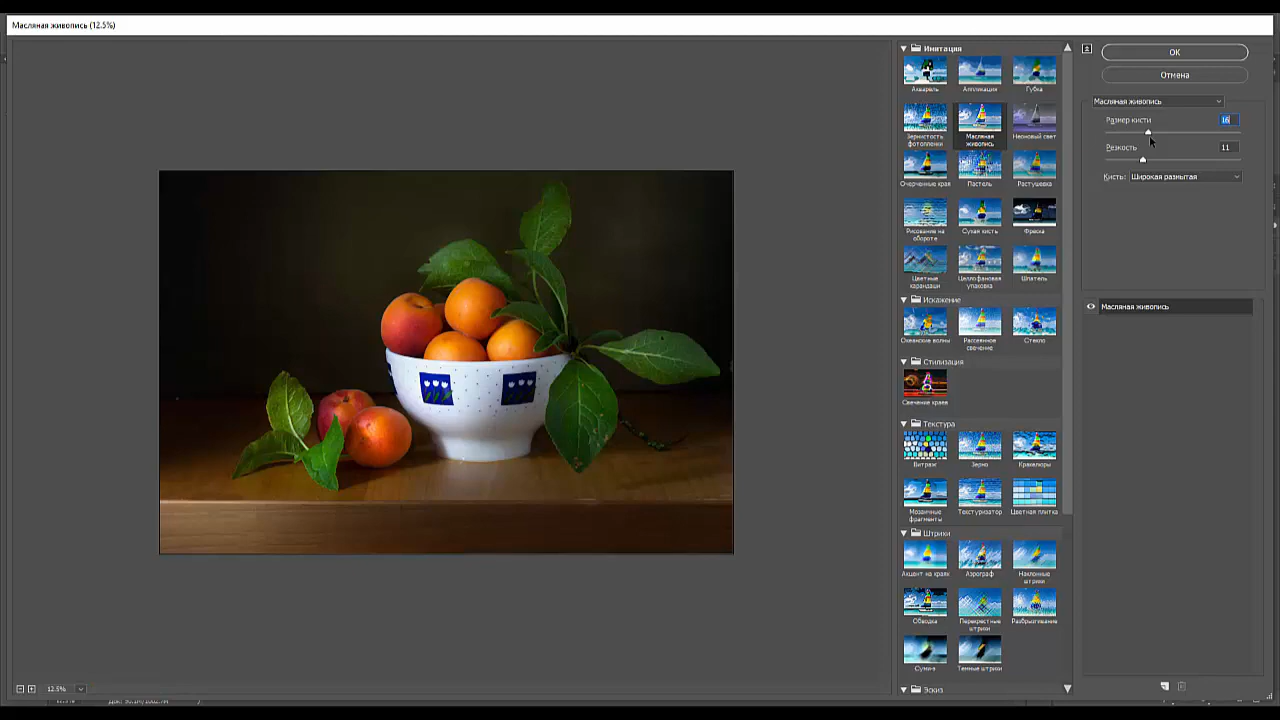 Масляная живопись (12.5%)
Имитация
Акварель
Аппликация
Губка
Зернистость фотопленки
Масляная живопись
Неоновый свет
Очерченные края
Пастель
Растушевка
Рисование на обороте
Сухая кисть
Фреска
Цветные карандаши
Целлофановая упаковка
Шпатель
Искажение
Океанские волны
Рассеянное свечение
Стекло
Стилизация
Свечение краев
Текстура
Витраж
Зерно
Кракелюры
Мозаичные фрагменты
Текстуризатор
Цветная плитка
Штрихи
Акцент на краях
Аэрограф
Наклонные штрихи
Обводка
Перекрестные штрихи
Разбрызгивание
Суми-э
Темные штрихи
Эскиз
OK
Отмена
Масляная живопись
Размер кисти 16
Резкость 11
Кисть: Широкая размытая
Масляная живопись
12.5%